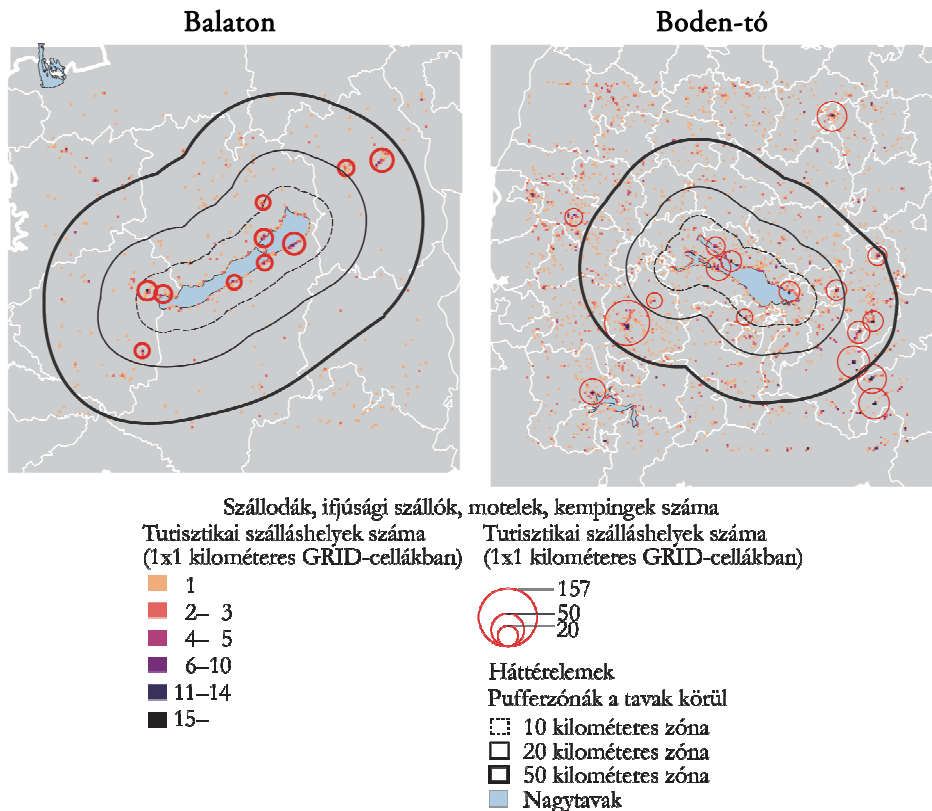 Balaton
Boden-tó
Szállodák, ifjúsági szállók, motelek, kempingek száma
Turisztikai szálláshelyek száma
(1x1 kilométeres GRID-cellákban)
1
2– 3
4– 5
6–10
11–14
15–
Turisztikai szálláshelyek száma
(1x1 kilométeres GRID-cellákban)
157
50
20
Háttérelemek
Pufferzónák a tavak körül
10 kilométeres zóna
20 kilométeres zóna
50 kilométeres zóna
Nagytavak